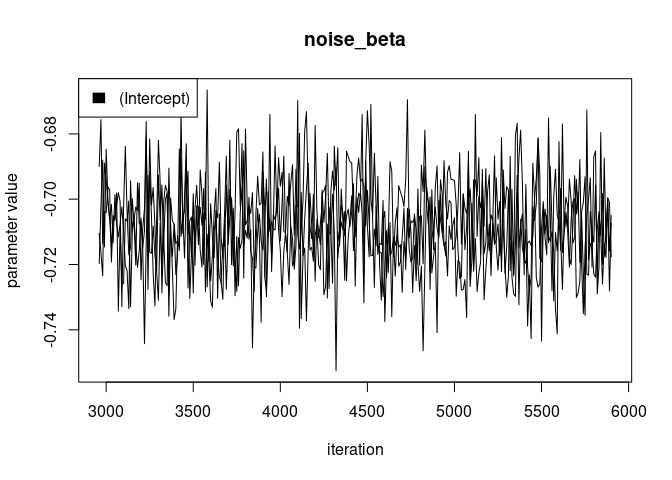 noise_beta
(Intercept)
parameter value
-0.68
-0.70
-0.72
-0.74
3000 3500 4000 4500 5000 5500 6000
iteration